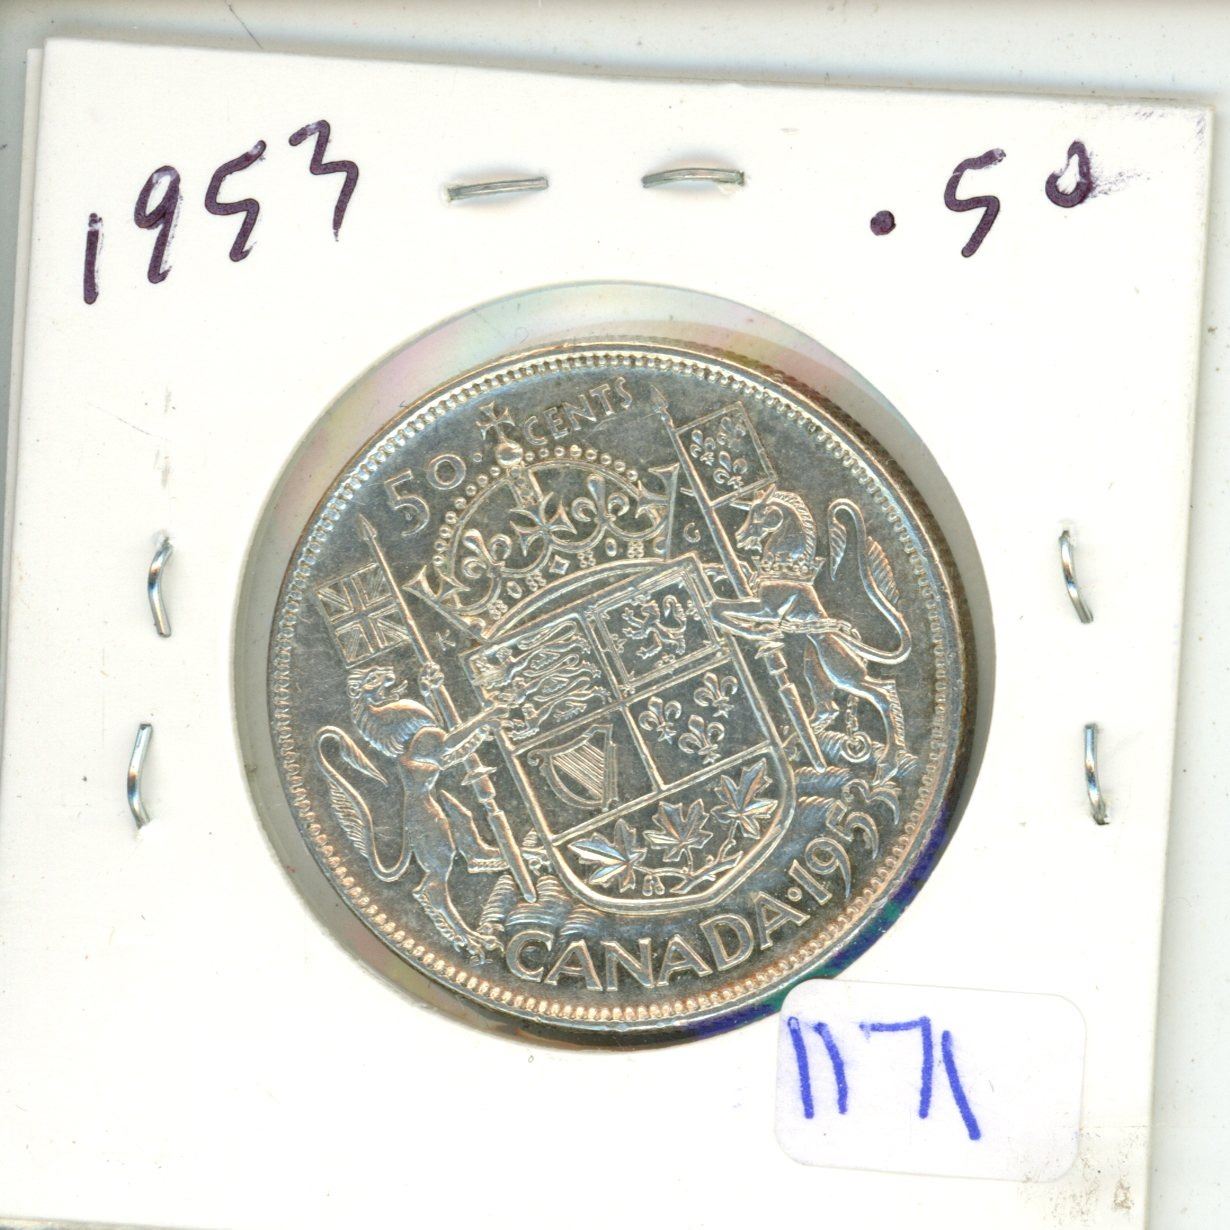 1953 .50
50 CENTS
K G
CANADA • 1953
1171